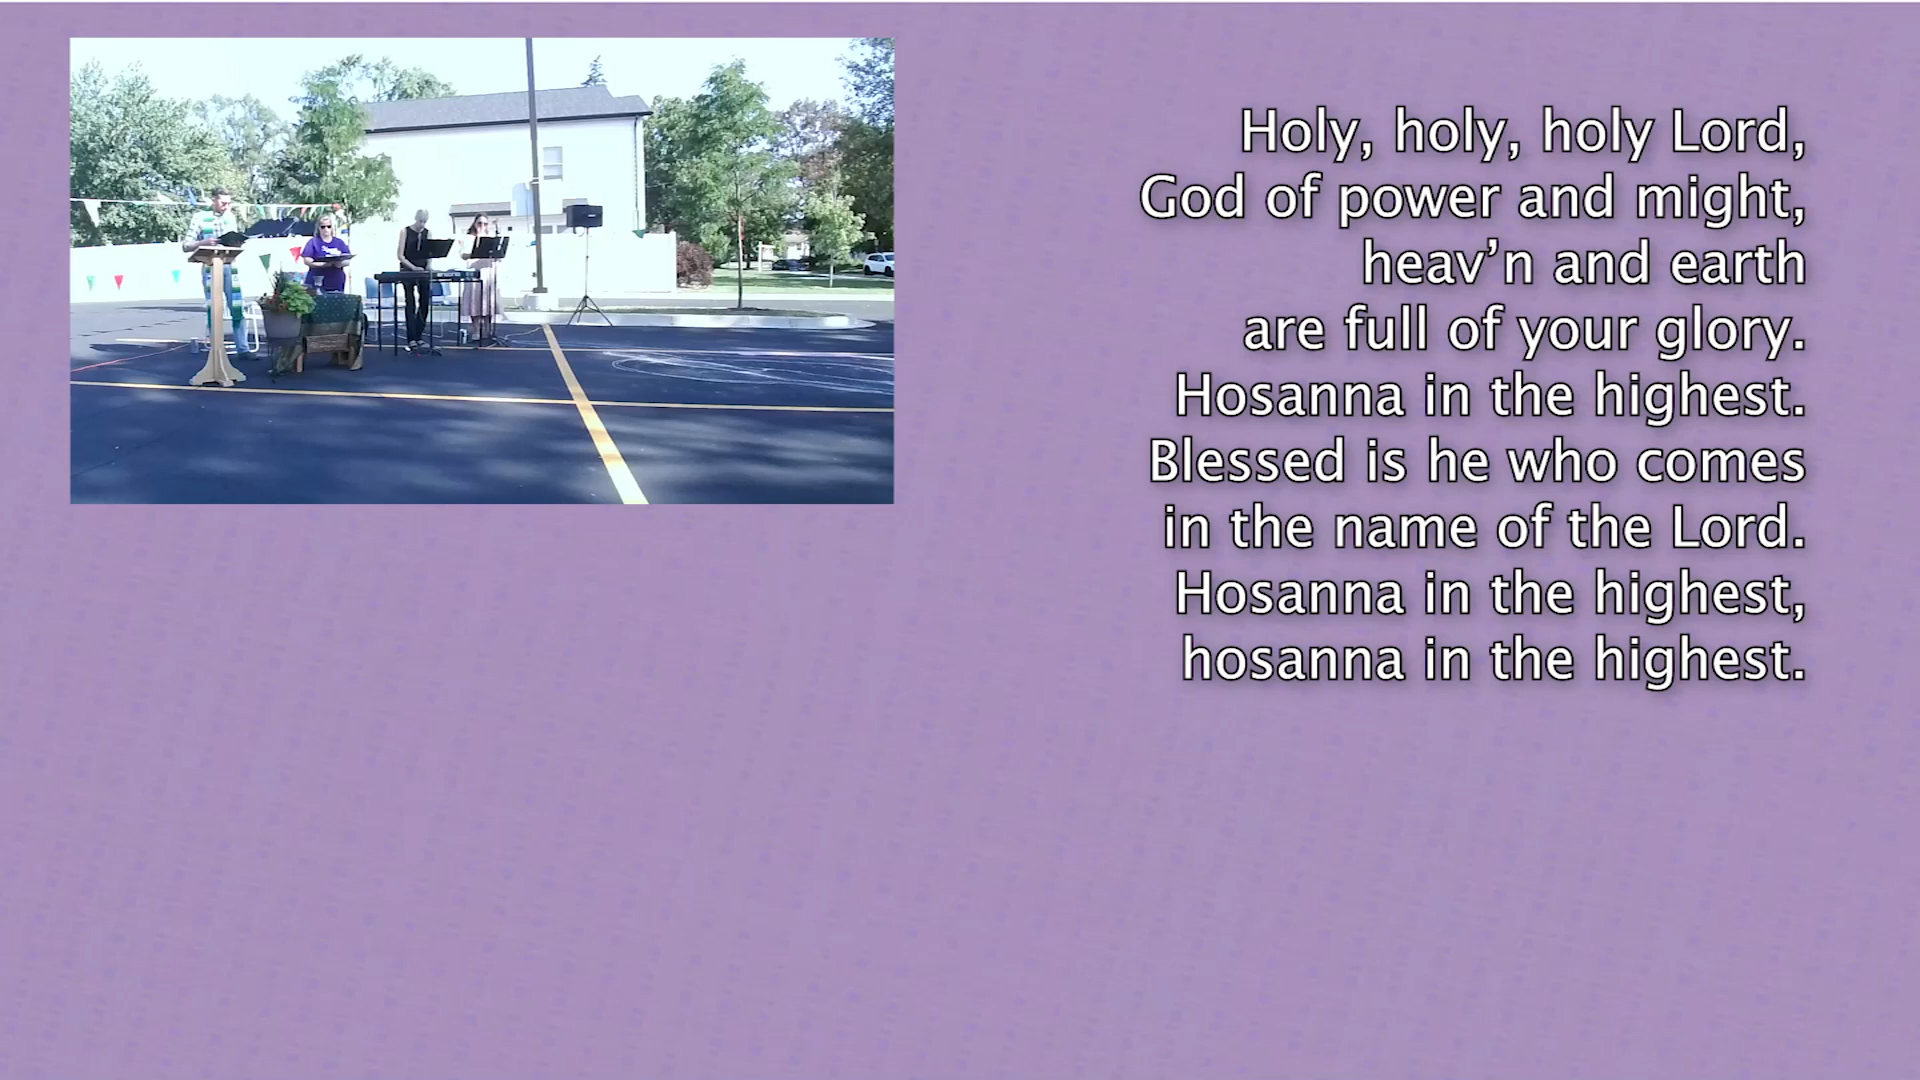 Holy, holy, holy Lord,
God of power and might,
heav’n and earth
are full of your glory.
Hosanna in the highest.
Blessed is he who comes
in the name of the Lord.
Hosanna in the highest,
hosanna in the highest.